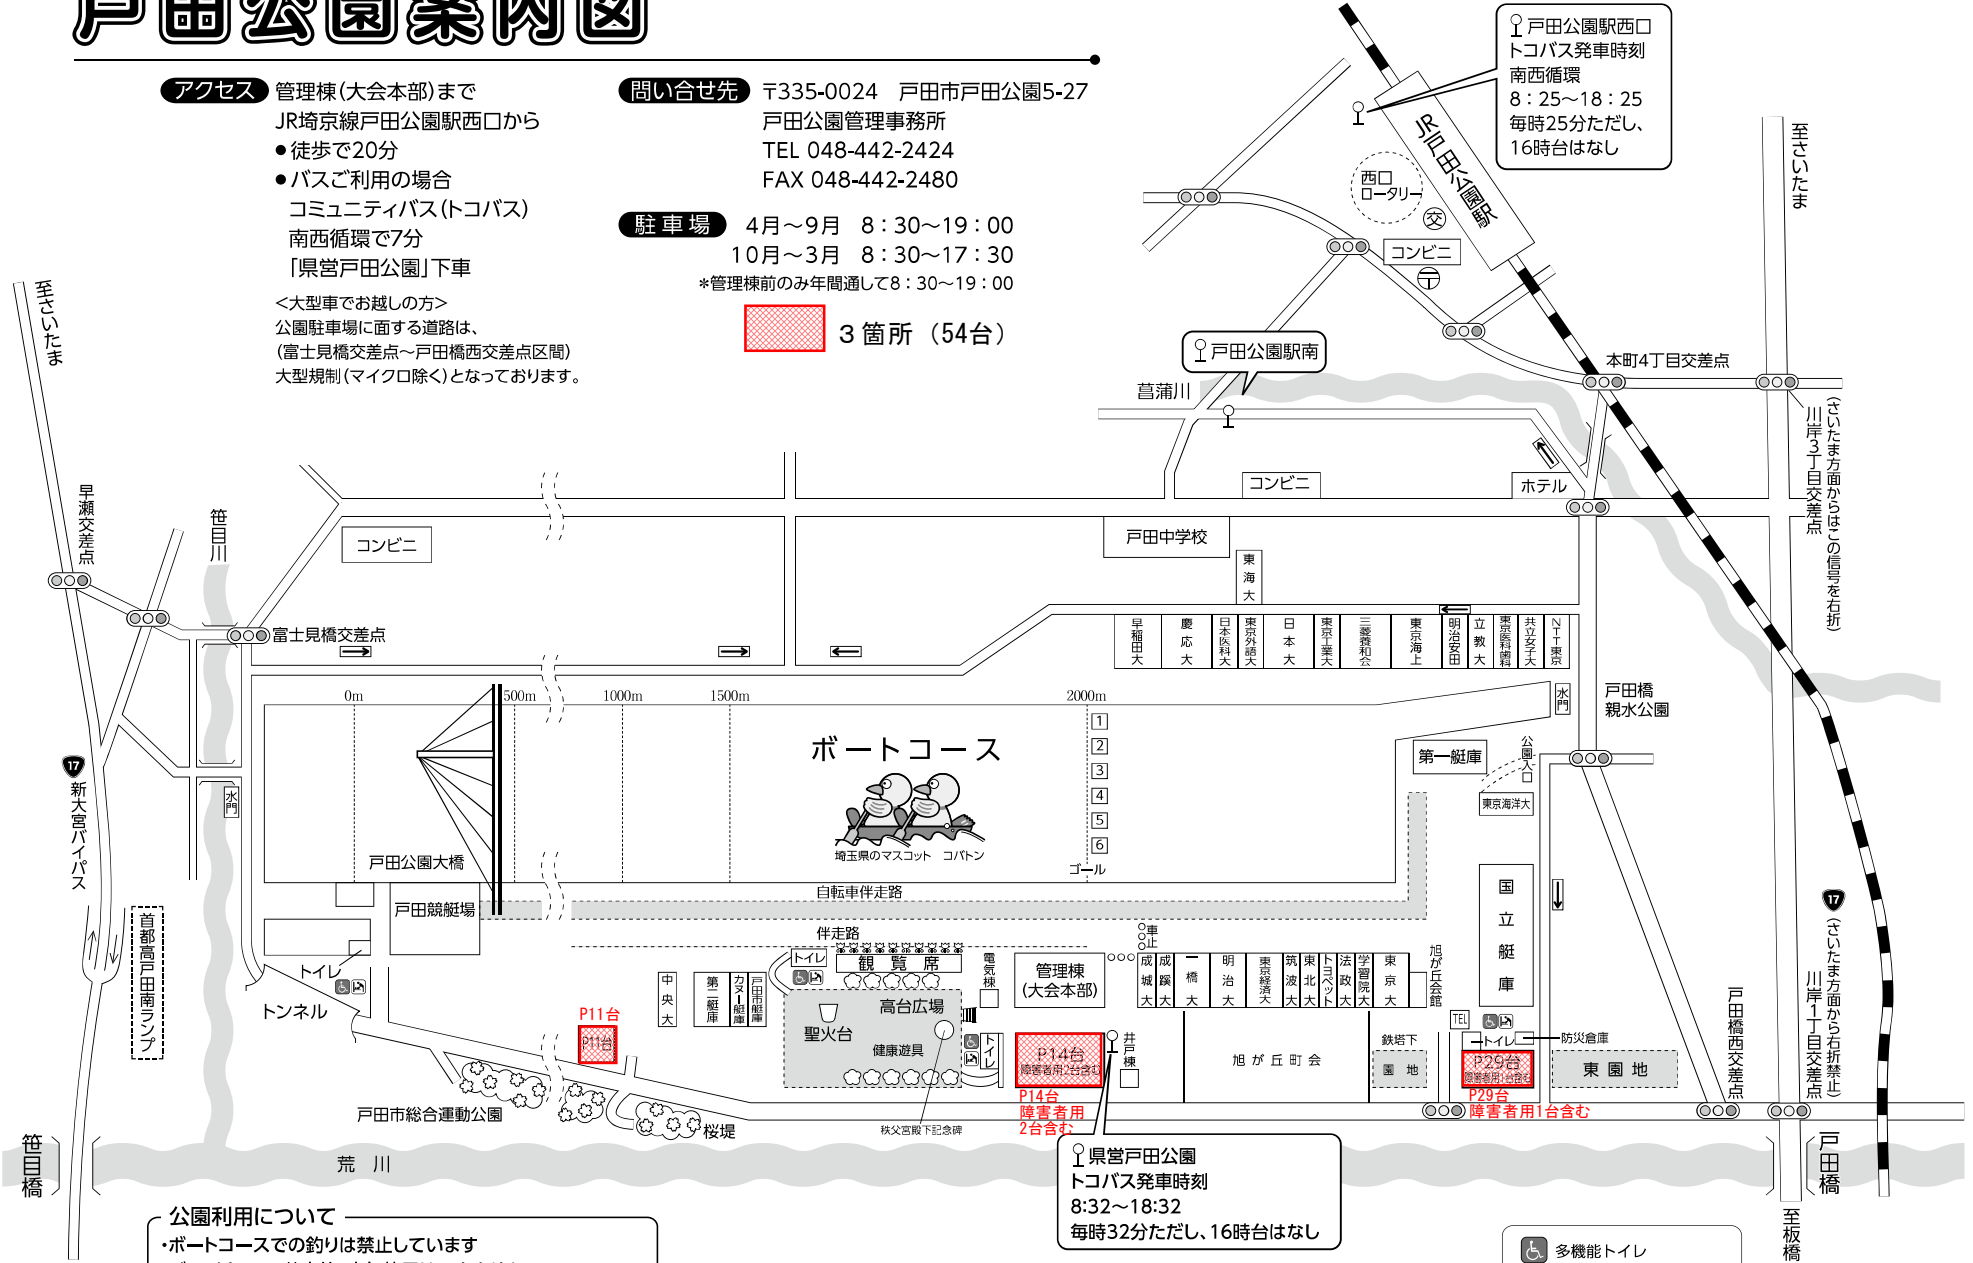 戸田公園案内図
アクセス
管理棟(大会本部)まで
JR埼京線戸田公園駅西口から
●徒歩で20分
●バスご利用の場合
コミュニティバス(トコバス)
南西循環で7分
「県営戸田公園」下車
<大型車でお越しの方>
公園駐車場に面する道路は、
(富士見橋交差点～戸田橋西交差点区間)
大型規制(マイクロ除く)となっております。
問い合せ先
〒335-0024　戸田市戸田公園5-27
戸田公園管理事務所
TEL 048-442-2424
FAX 048-442-2480
駐車場
4月～9月　8：30～19：00
10月～3月　8：30～17：30
*管理棟前のみ年間通して8：30～19：00
3箇所（54台）
戸田公園駅西口
トコバス発車時刻
南西循環
8：25～18：25
毎時25分ただし、
16時台はなし
JR戸田公園駅
西口
ロータリー
交
コンビニ
〒
至さいたま
戸田公園駅南
菖蒲川
本町4丁目交差点
川岸3丁目交差点
(さいたま方面からはこの信号を右折)
至さいたま
早瀬交差点
笹目川
コンビニ
コンビニ
ホテル
戸田中学校
東海大
富士見橋交差点
早稲田大
慶応大
日本医科大
東京外語大
日本大
東京工業大
三菱養和会
東京海上
明治安田
立教大
東京医科歯科
共立女子大
NTT東京
0m
500m
1000m
1500m
2000m
水門
戸田橋
親水公園
ボートコース
1
2
3
4
5
6
ゴール
埼玉県のマスコット　コバトン
第一艇庫
公園入口
東京海洋大
17
新大宮バイパス
水門
戸田公園大橋
戸田競艇場
自転車伴走路
伴走路
国立艇庫
17
(さいたま方面から右折禁止)
川岸1丁目交差点
首都高戸田南ランプ
トイレ
トンネル
中央大
第二艇庫
カヌー艇庫
戸田市艇庫
トイレ
観覧席
電気棟
管理棟
(大会本部)
車止
成城大
成蹊大
一橋大
明治大
東京経済大
筑波大
東北大
トヨペット
法政大
学習院大
東京大
旭が丘会館
高台広場
聖火台
健康遊具
トイレ
P11台
P11台
P14台
障害者用2台含む
P14台
障害者用
2台含む
井戸棟
旭が丘町会
鉄塔下
園地
TEL
トイレ
防災倉庫
P29台
障害者用1台含む
P29台
障害者用1台含む
東園地
戸田橋西交差点
戸田市総合運動公園
桜堤
秩父宮殿下記念碑
笹目橋
荒川
県営戸田公園
トコバス発車時刻
8:32～18:32
毎時32分ただし、16時台はなし
戸田橋
至板橋
公園利用について
・ボートコースでの釣りは禁止しています
多機能トイレ